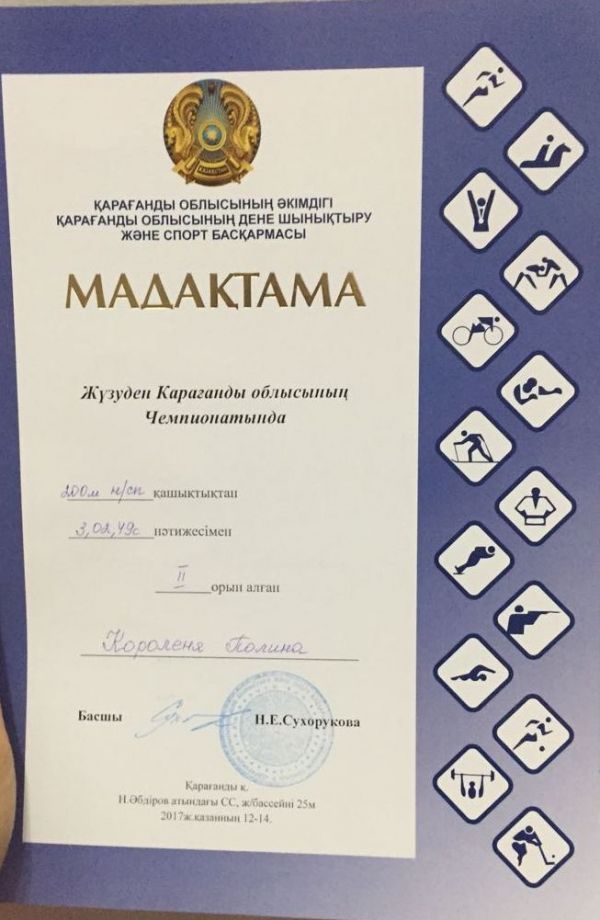 ҚАЗАҚСТАН
ҚАРАҒАНДЫ ОБЛЫСЫНЫҢ ӘКІМДІГІ
ҚАРАҒАНДЫ ОБЛЫСЫНЫҢ ДЕНЕ ШЫНЫҚТЫРУ
ЖӘНЕ СПОРТ БАСҚАРМАСЫ
МАДАҚТАМА
Жүзуден Караганды облысының
Чемпионатында
200м н/сп қашықтықтан
3,02,49с нәтижесімен
II орын алған
Короленя Полина
Басшы Н.Е.Сухорукова
Қарағанды қ.
Н.Әбдіров атындағы СС, ж/бассейні 25м
2017ж.қазанның 12-14.